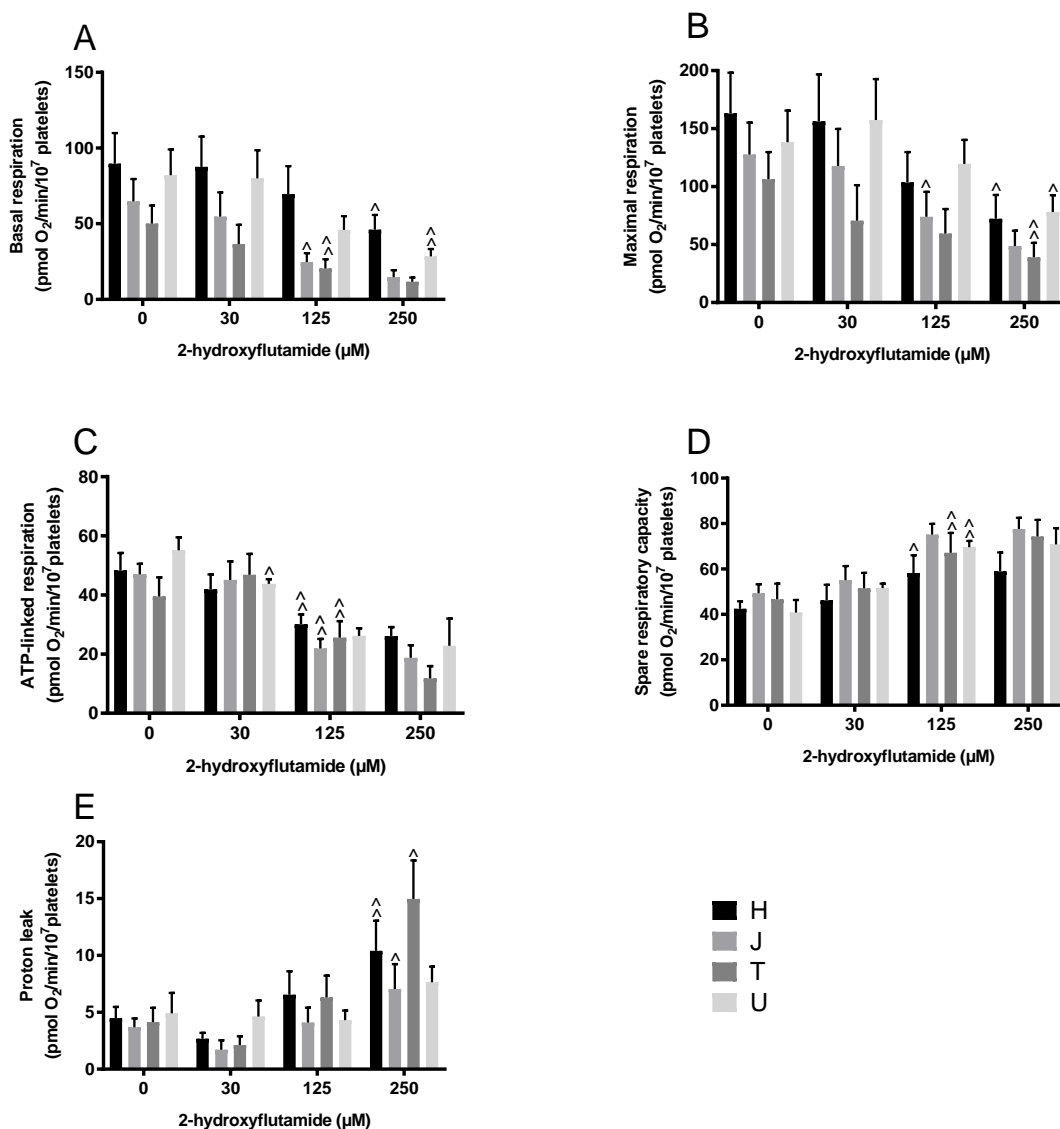 A
Basal respiration
(pmol O2/min/10^7 platelets)
150
100
50
0
^
^
^
^
^
^
^
0 30 125 250
2-hydroxyflutamide (µM)
B
Maximal respiration
(pmol O2/min/10^7 platelets)
200
150
100
50
0
^
^
^
^
^
0 30 125 250
2-hydroxyflutamide (µM)
C
ATP-linked respiration
(pmol O2/min/10^7platelets)
80
60
40
20
0
^
^
^
^
^
^
^
0 30 125 250
2-hydroxyflutamide (µM)
D
Spare respiratory capacity
(pmol O2/min/10^7 platelets)
100
80
60
40
20
0
^
^
^
^
^
0 30 125 250
2-hydroxyflutamide (µM)
E
Proton leak
(pmol O2/min/10^7platelets)
20
15
10
5
0
^
^
^
^
0 30 125 250
2-hydroxyflutamide (µM)
H
J
T
U